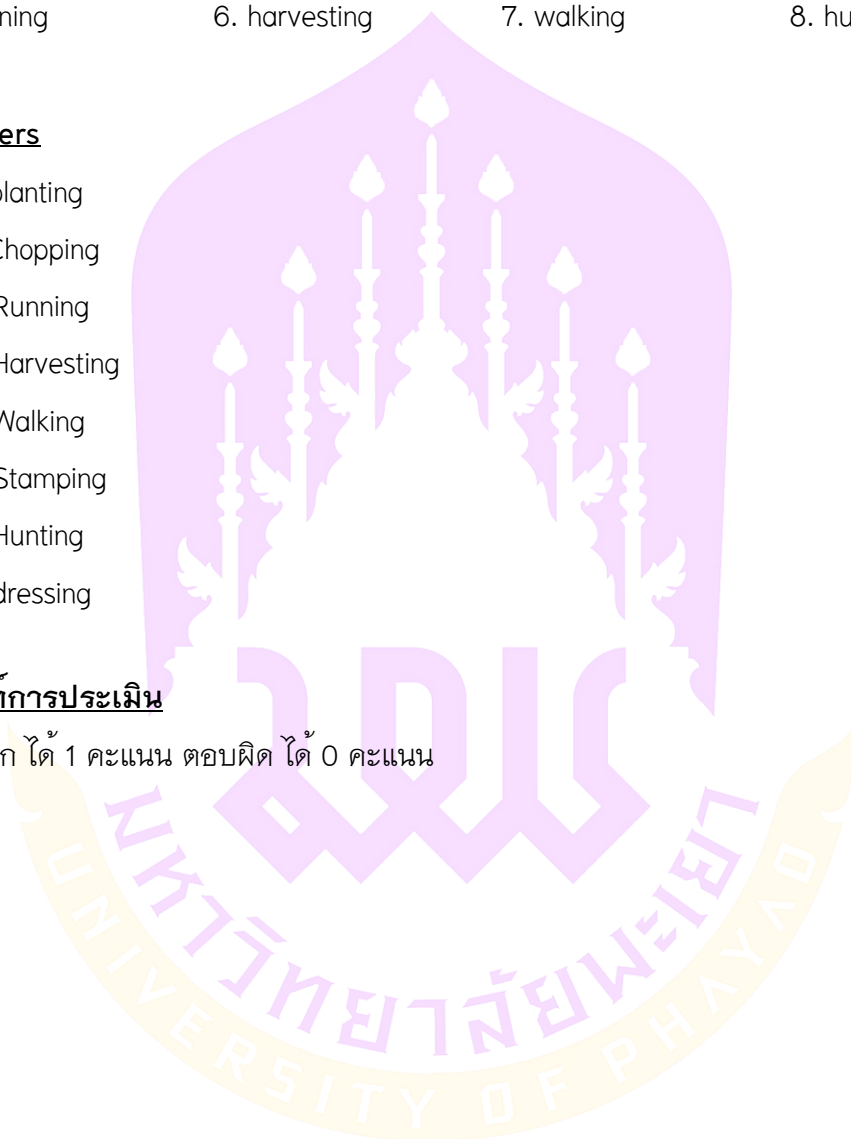 ning 6. harvesting 7. walking 8. hu
ers
planting
Chopping
Running
Harvesting
Walking
Stamping
Hunting
dressing
ฑ์การประเมิน
ก ได้ 1 คะแนน ตอบผิด ได้ 0 คะแนน
มหาวิทยาลัยพะเยา
UNIVERSITY OF PHAYAO